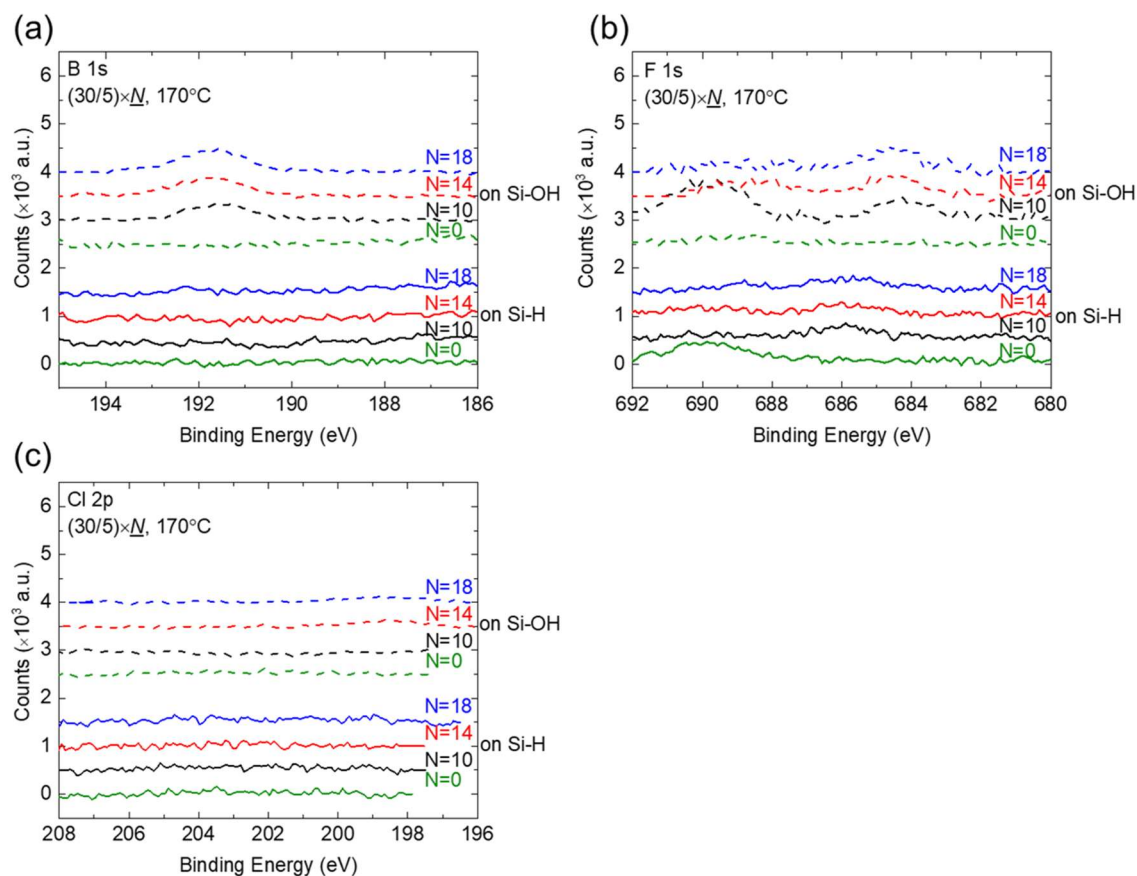 (a)
B 1s
(30/5)×N, 170°C
N=18
N=14
on Si-OH
N=10
N=0
N=18
N=14
on Si-H
N=10
N=0
6
5
4
3
2
1
0
Counts (×10³ a.u.)
194 192 190 188 186
Binding Energy (eV)
(b)
F 1s
(30/5)×N, 170°C
N=18
N=14
on Si-OH
N=10
N=0
N=18
N=14
on Si-H
N=10
N=0
6
5
4
3
2
1
0
Counts (×10³ a.u.)
692 690 688 686 684 682 680
Binding Energy (eV)
(c)
Cl 2p
(30/5)×N, 170°C
N=18
N=14
on Si-OH
N=10
N=0
N=18
N=14
on Si-H
N=10
N=0
6
5
4
3
2
1
0
Counts (×10³ a.u.)
208 206 204 202 200 198 196
Binding Energy (eV)